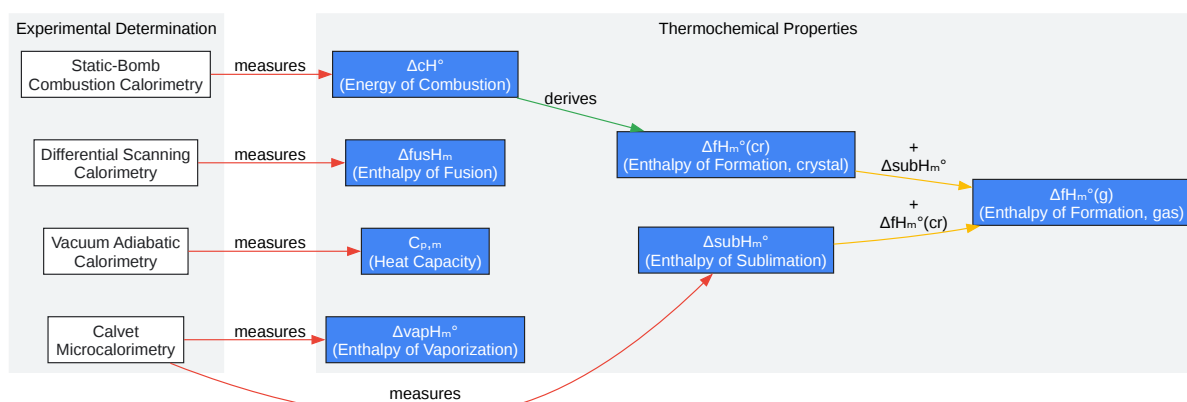 Experimental Determination
Thermochemical Properties
Static-Bomb
Combustion Calorimetry
measures
ΔcH°
(Energy of Combustion)
derives
Differential Scanning
Calorimetry
measures
ΔfusHₘ
(Enthalpy of Fusion)
ΔfHₘ°(cr)
(Enthalpy of Formation, crystal)
+
ΔsubHₘ°
ΔfHₘ°(g)
(Enthalpy of Formation, gas)
+
ΔfHₘ°(cr)
Vacuum Adiabatic
Calorimetry
measures
Cₚ,ₘ
(Heat Capacity)
ΔsubHₘ°
(Enthalpy of Sublimation)
Calvet
Microcalorimetry
measures
ΔvapHₘ°
(Enthalpy of Vaporization)
measures